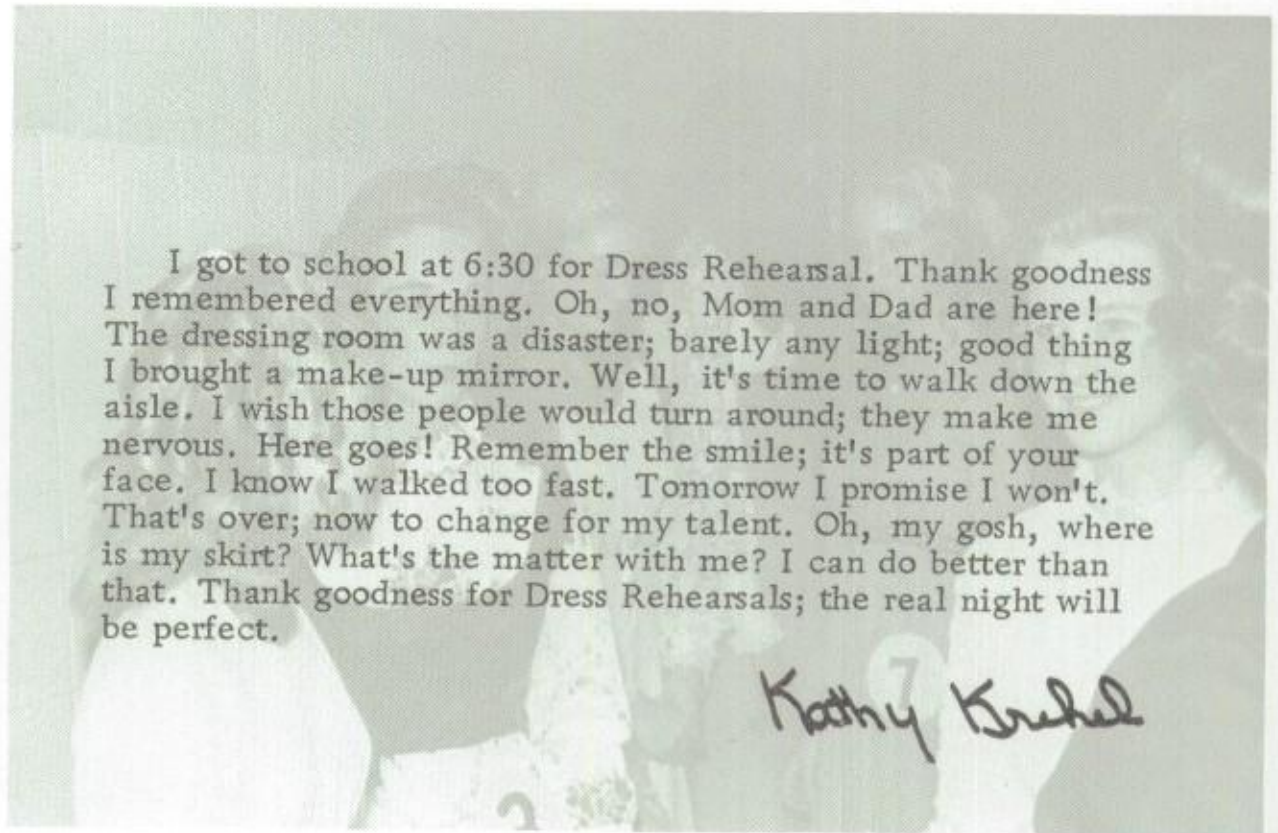 I got to school at 6:30 for Dress Rehearsal. Thank goodness
I remembered everything. Oh, no, Mom and Dad are here!
The dressing room was a disaster; barely any light; good thing
I brought a make-up mirror. Well, it's time to walk down the
aisle. I wish those people would turn around; they make me
nervous. Here goes! Remember the smile; it's part of your
face. I know I walked too fast. Tomorrow I promise I won't.
That's over; now to change for my talent. Oh, my gosh, where
is my skirt? What's the matter with me? I can do better than
that. Thank goodness for Dress Rehearsals; the real night will
be perfect.
7
Kathy Krehel